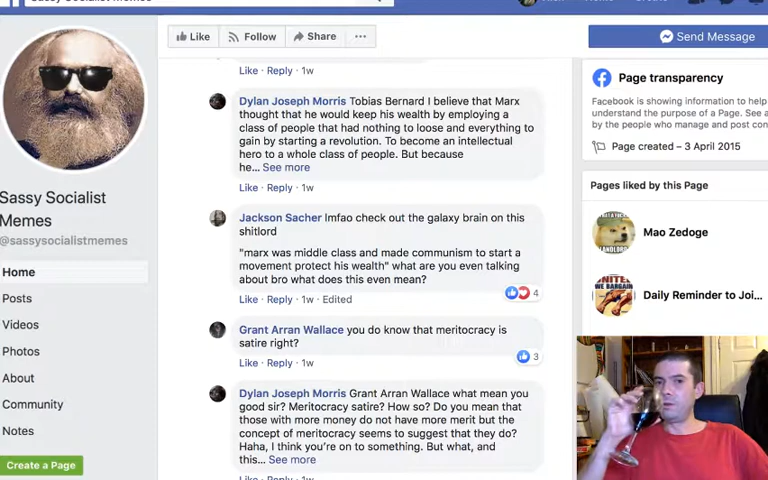 Sassy Socialist Memes
Like
Follow
Share
Send Message
Like · Reply · 1w
Dylan Joseph Morris Tobias Bernard I believe that Marx
thought that he would keep his wealth by employing a
class of people that had nothing to loose and everything to
gain by starting a revolution. To become an intellectual
hero to a whole class of people. But because
he... See more
Like · Reply · 1w
Jackson Sacher lmfao check out the galaxy brain on this
shitlord
"marx was middle class and made communism to start a
movement protect his wealth" what are you even talking
about bro what does this even mean?
Like · Reply · 1w · Edited
4
Grant Arran Wallace you do know that meritocracy is
satire right?
3
Like · Reply · 1w
Dylan Joseph Morris Grant Arran Wallace what mean you
good sir? Meritocracy satire? How so? Do you mean that
those with more money do not have more merit but the
concept of meritocracy seems to suggest that they do?
Haha, I think you're on to something. But what, and
this... See more
Like · Reply · 1w
Sassy Socialist
Memes
@sassysocialistmemes
Home
Posts
Videos
Photos
About
Community
Notes
Create a Page
Page transparency
Facebook is showing information to help
understand the purpose of a Page. See a
by the people who manage and post con
Page created – 3 April 2015
Pages liked by this Page
Mao Zedoge
LANDLORD
Daily Reminder to Joi...
WE BARGAIN